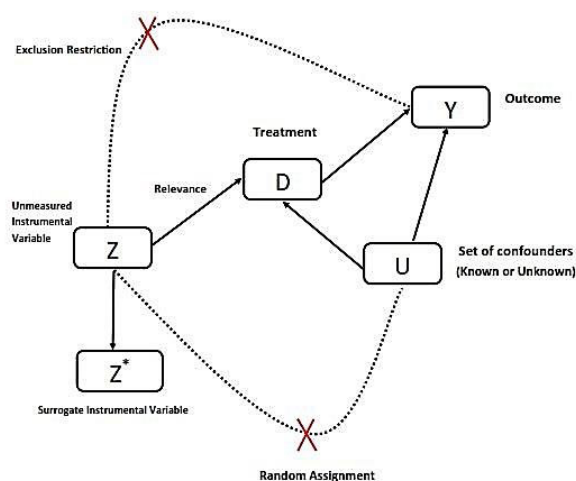 Exclusion Restriction
Y
Outcome
Treatment
D
Relevance
Unmeasured
Instrumental
Variable
Z
U
Set of confounders
(Known or Unknown)
Z*
Surrogate Instrumental Variable
Random Assignment